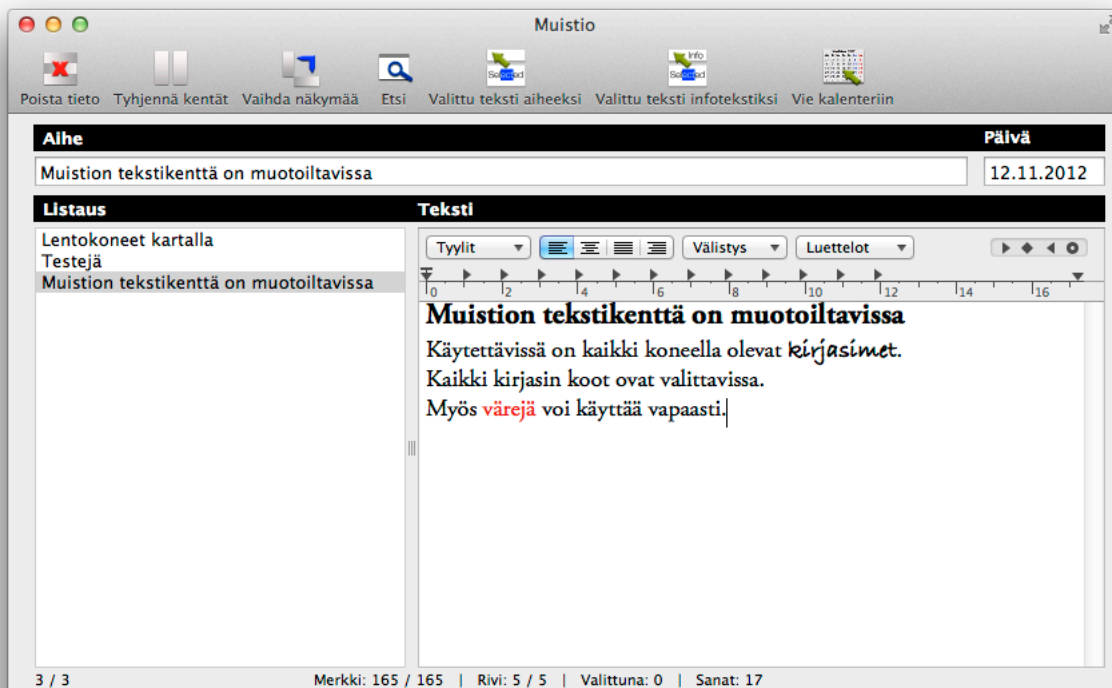 Muistio
Poista tieto Tyhjennä kentät Vaihda näkymää Etsi Valittu teksti aiheeksi Valittu teksti infotekstiksi Vie kalenteriin
Aihe Päivä
Muistion tekstikenttä on muotoiltavissa 12.11.2012
Listaus Teksti
Lentokoneet kartalla
Testejä
Muistion tekstikenttä on muotoiltavissa
Tyylit Välistys Luettelot
0 2 4 6 8 10 12 14 16
Muistion tekstikenttä on muotoiltavissa
Käytettävissä on kaikki koneella olevat kirjasimet.
Kaikki kirjasin koot ovat valittavissa.
Myös värejä voi käyttää vapaasti.
3 / 3 Merkki: 165 / 165 | Rivi: 5 / 5 | Valittuna: 0 | Sanat: 17